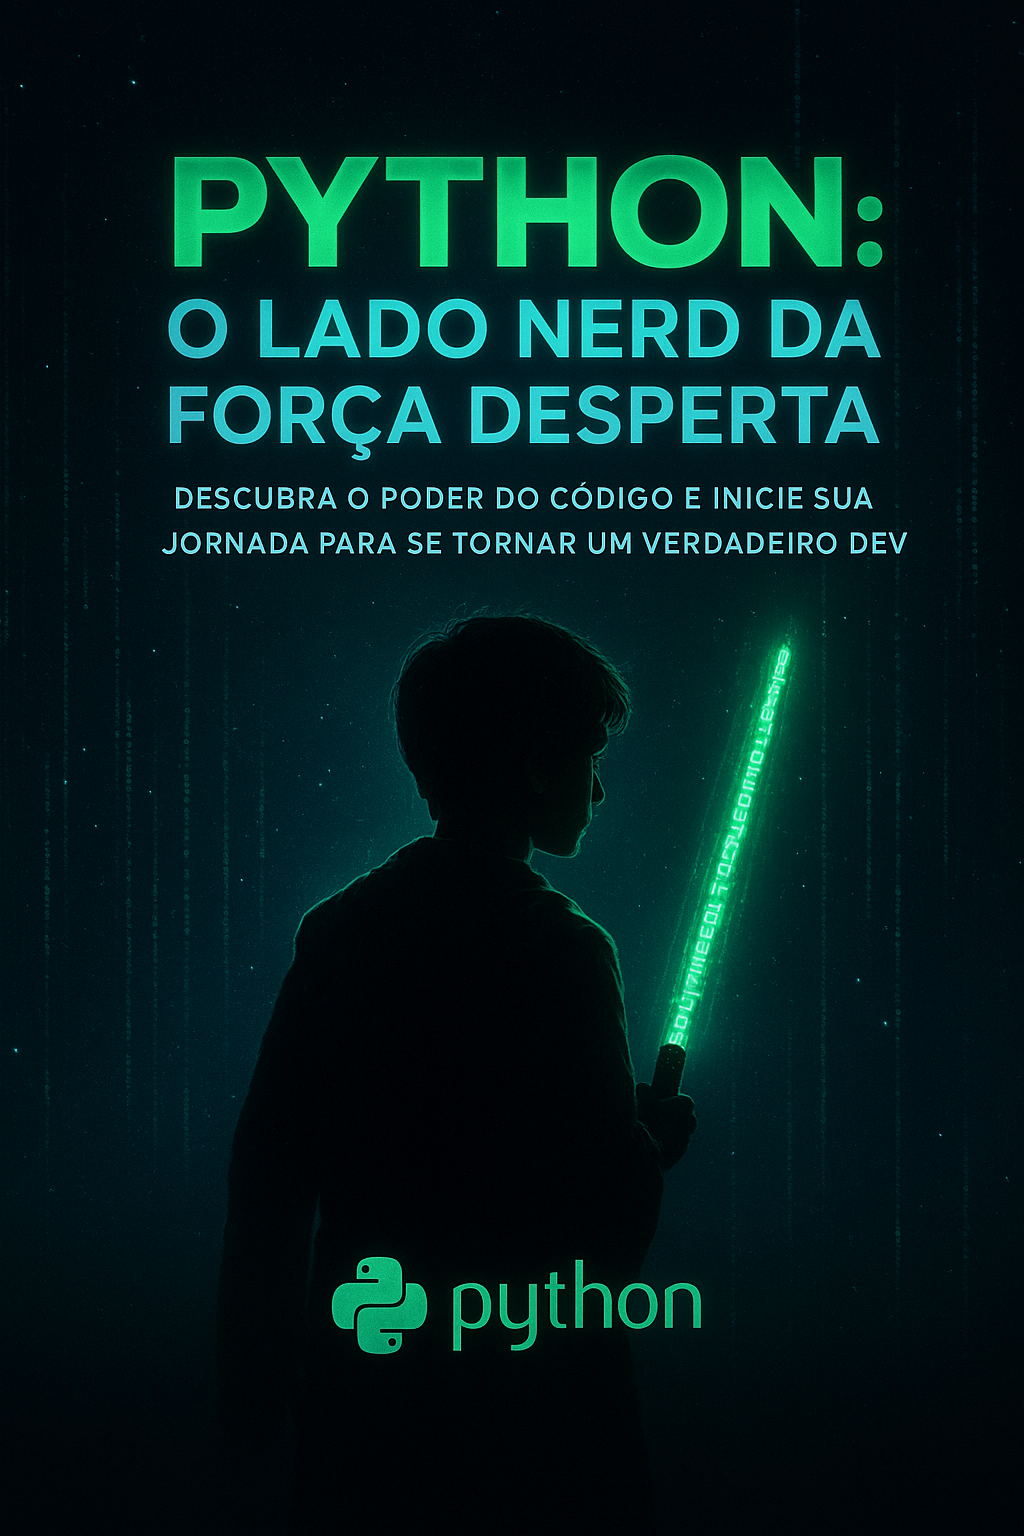 PYTHON:
O LADO NERD DA
FORÇA DESPERTA
DESCUBRA O PODER DO CÓDIGO E INICIE SUA
JORNADA PARA SE TORNAR UM VERDADEIRO DEV
python